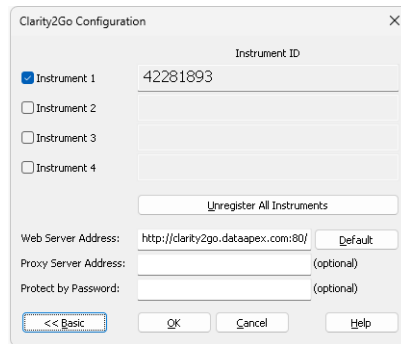 Clarity2Go Configuration
Instrument ID
Instrument 1 42281893
Instrument 2
Instrument 3
Instrument 4
Unregister All Instruments
Web Server Address: http://clarity2go.dataapex.com:80/ Default
Proxy Server Address: (optional)
Protect by Password: (optional)
<< Basic OK Cancel Help